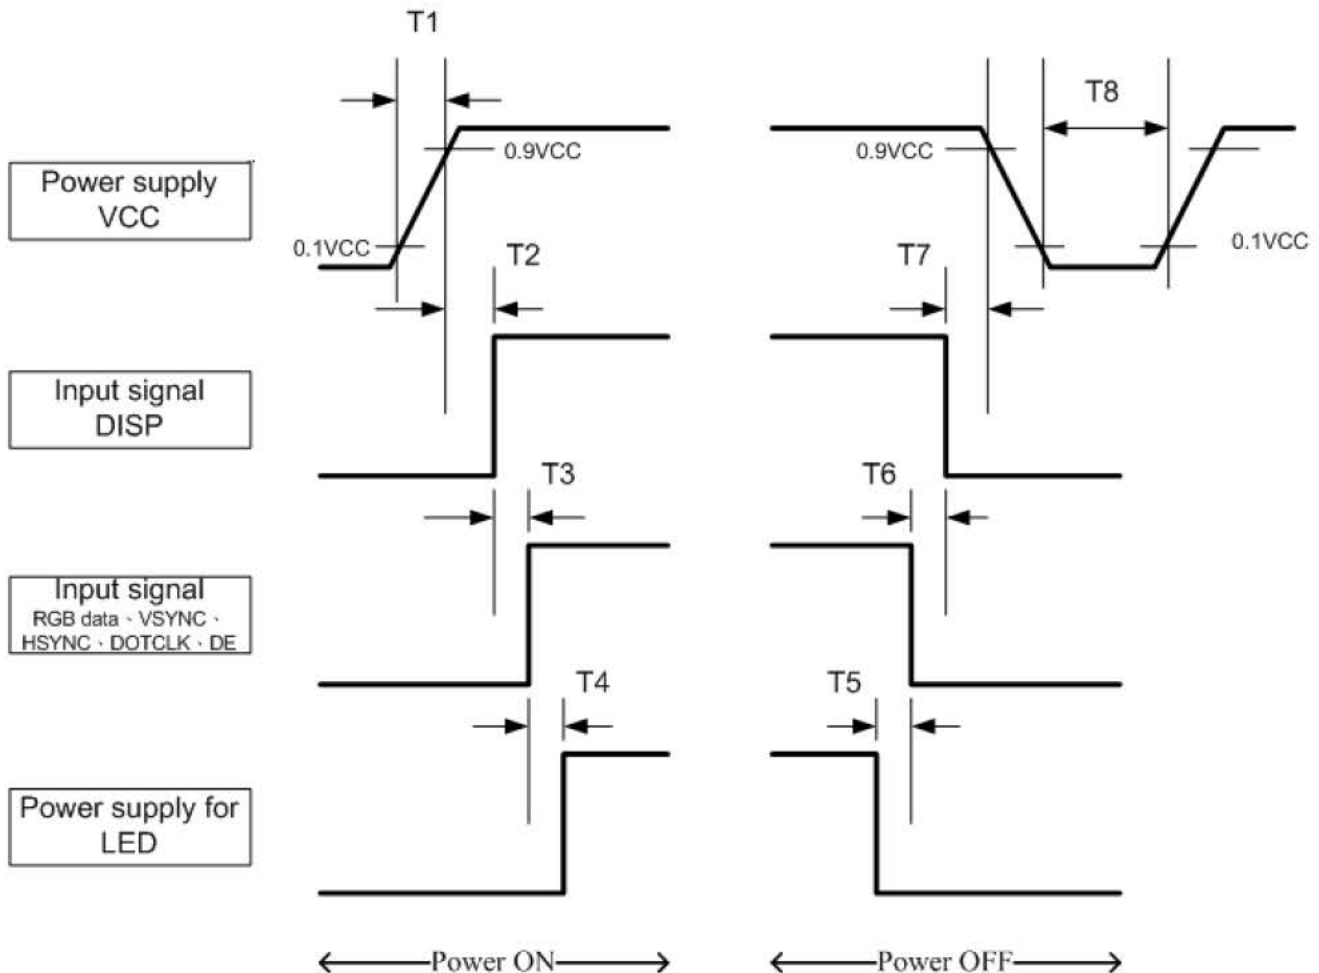 T1
T8
0.9VCC
0.9VCC
Power supply
VCC
0.1VCC
0.1VCC
T2
T7
Input signal
DISP
T3
T6
Input signal
RGB data、VSYNC、
HSYNC、DOTCLK、DE
T4
T5
Power supply for
LED
Power ON
Power OFF